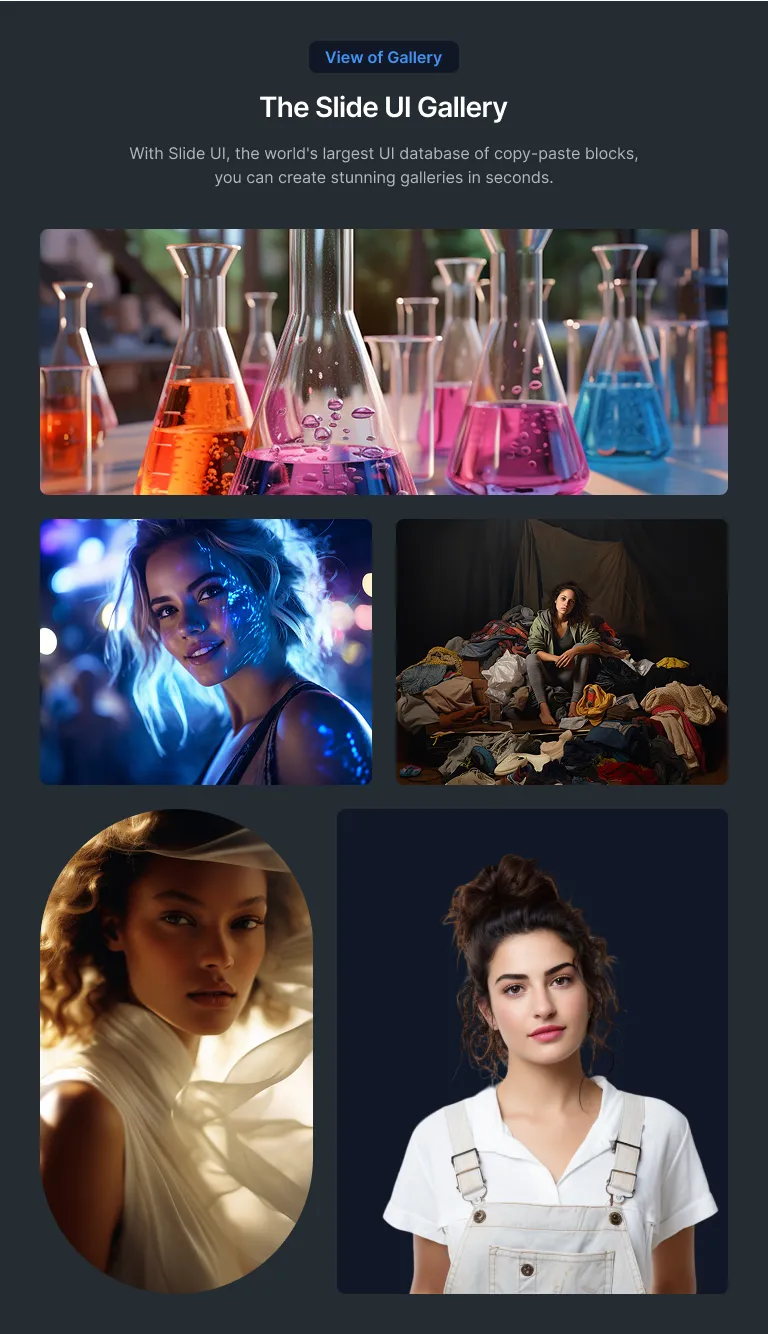 View of Gallery
The Slide UI Gallery
With Slide UI, the world's largest UI database of copy-paste blocks,
you can create stunning galleries in seconds.